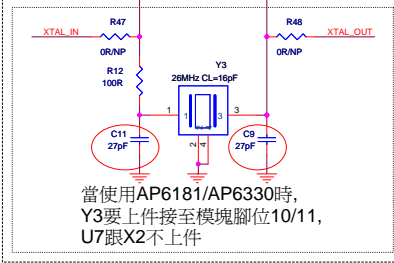 R47
R48
XTAL_IN
XTAL_OUT
0R/NP
0R/NP
R12
100R
Y3
26MHz CL=16pF
1
1
3
3
2
4
C11
27pF
C9
27pF
當使用AP6181/AP6330時,
Y3要上件接至模塊腳位10/11,
U7跟X2不上件